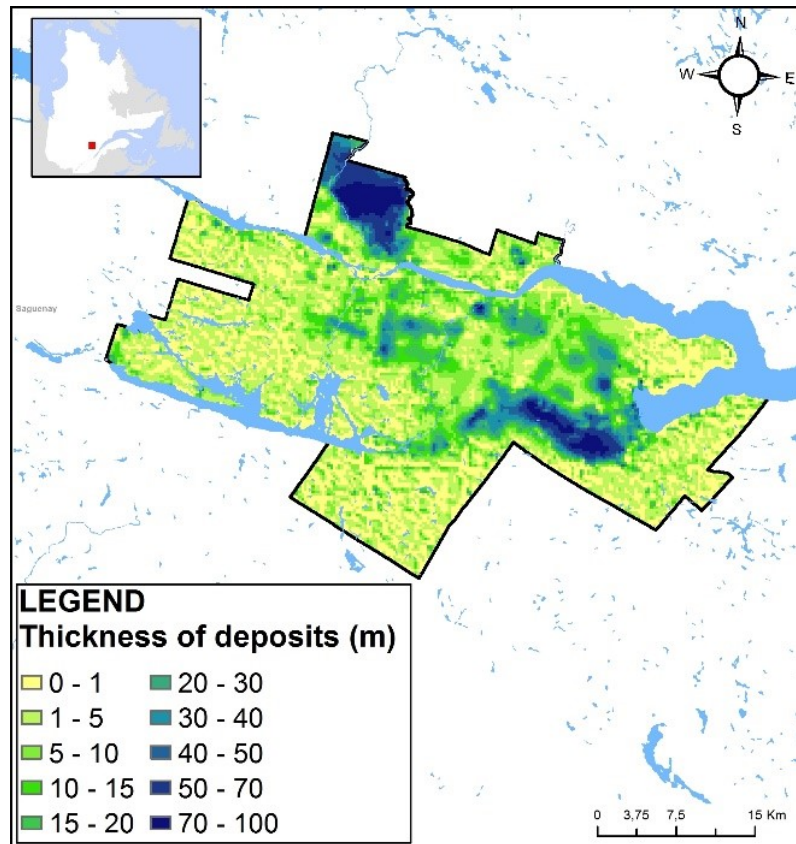 N
W E
S
Saguenay
LEGEND
Thickness of deposits (m)
0 - 1 20 - 30
1 - 5 30 - 40
5 - 10 40 - 50
10 - 15 50 - 70
15 - 20 70 - 100
0 3,75 7,5 15 Km